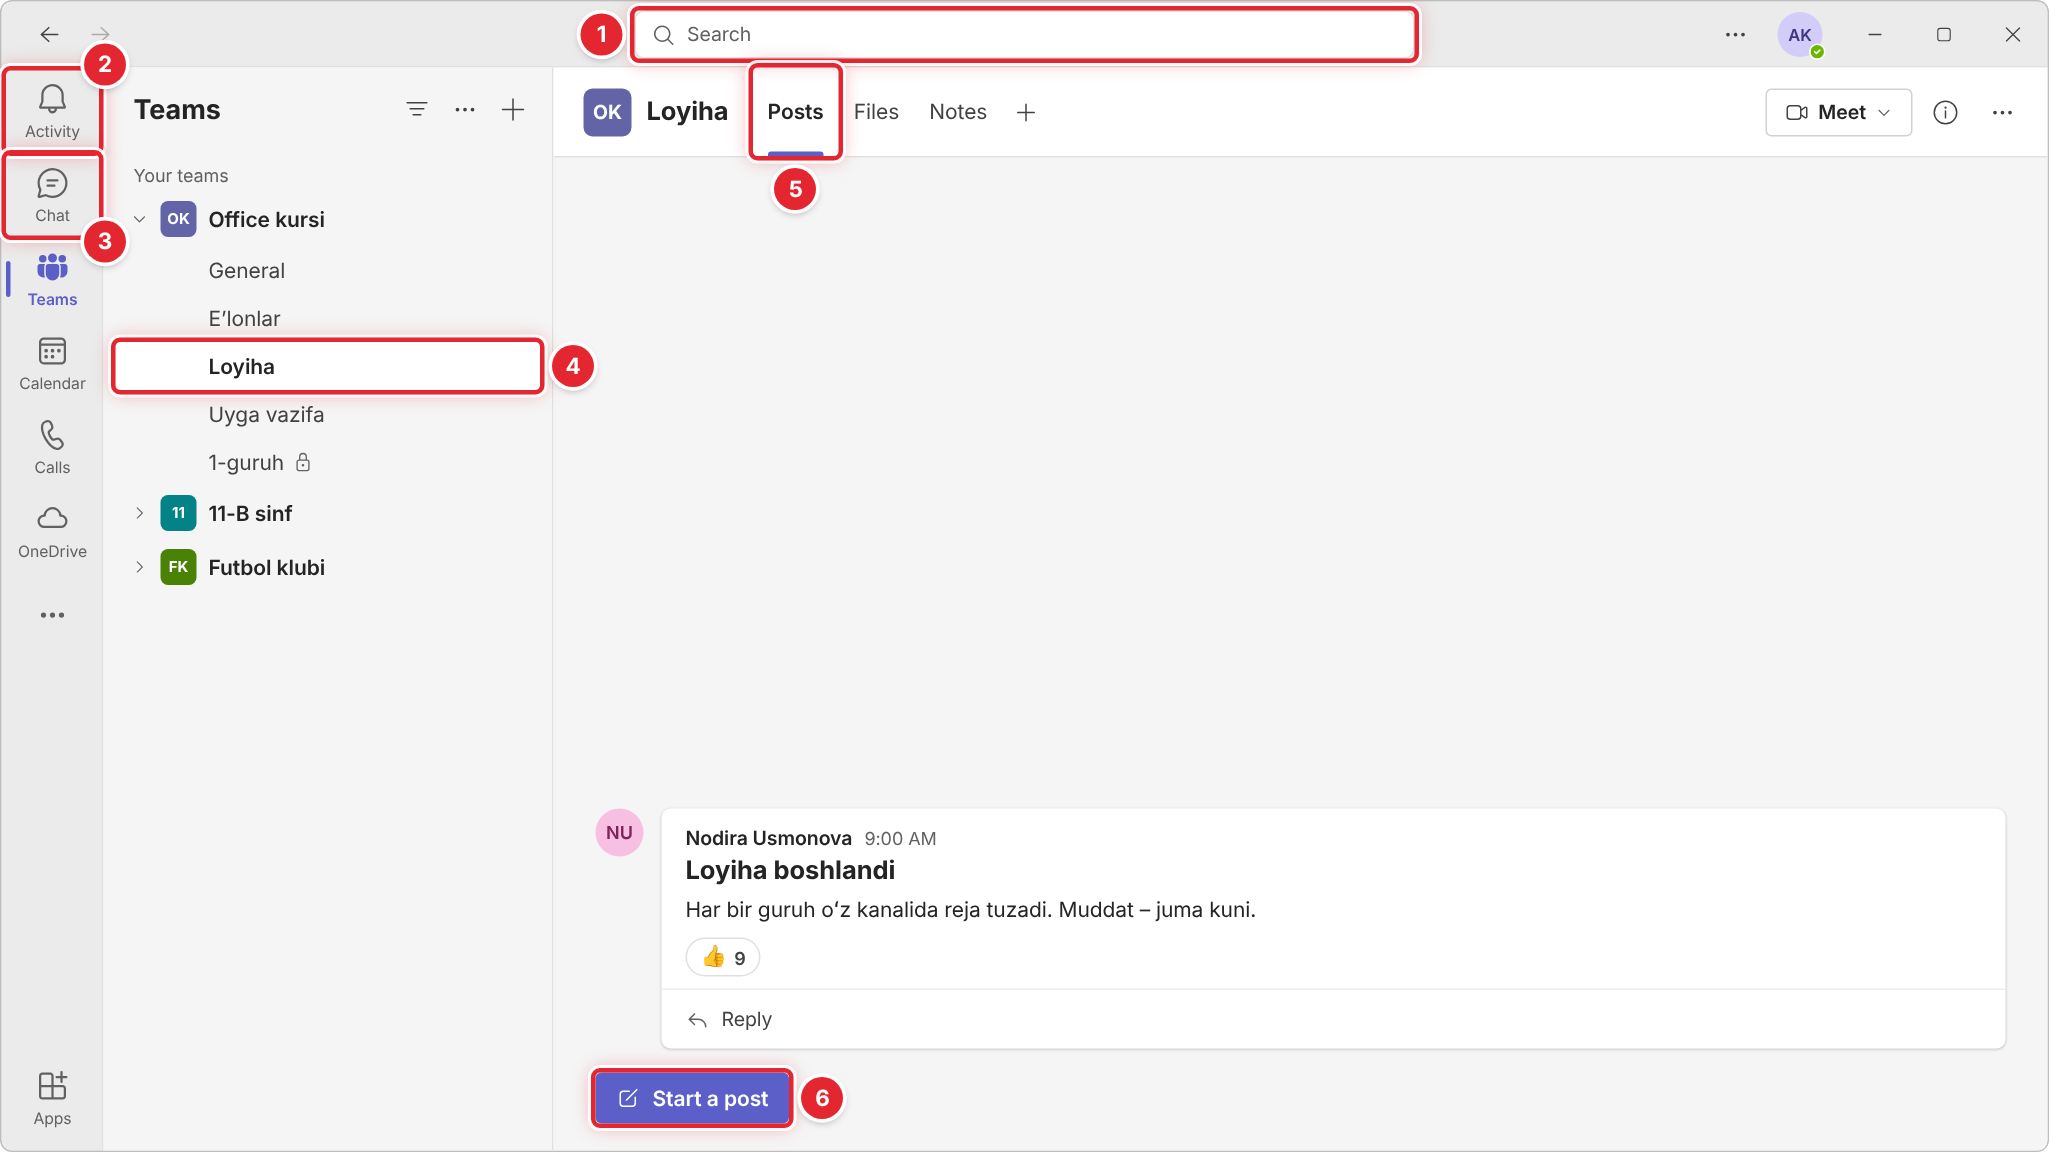 1
Search
AK
2
Activity
Chat
3
Teams
Calendar
Calls
OneDrive
Apps
Teams
Your teams
OK Office kursi
General
E’lonlar
Loyiha
4
Uyga vazifa
1-guruh
11 11-B sinf
FK Futbol klubi
OK Loyiha Posts Files Notes
Meet
5
NU
Nodira Usmonova 9:00 AM
Loyiha boshlandi
Har bir guruh oʻz kanalida reja tuzadi. Muddat – juma kuni.
👍 9
Reply
Start a post
6